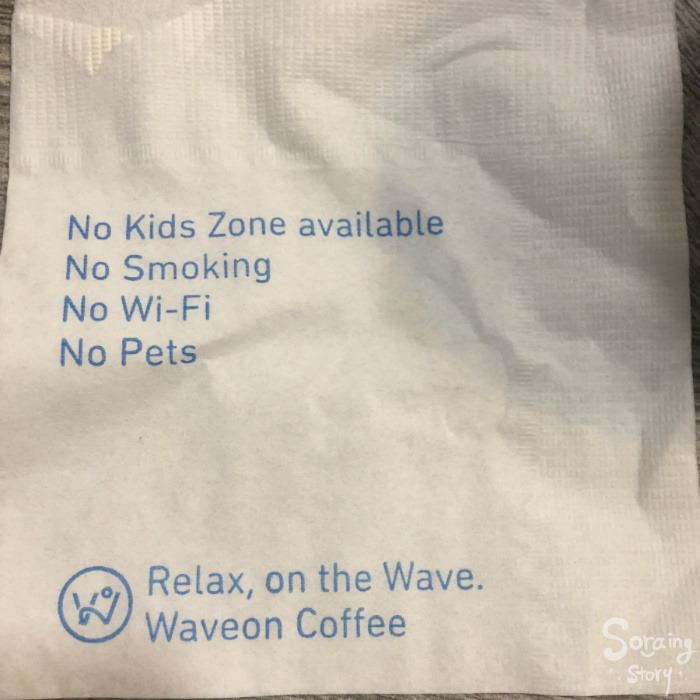 No Kids Zone available
No Smoking
No Wi-Fi
No Pets
Relax, on the Wave.
Waveon Coffee
Soraing
Story